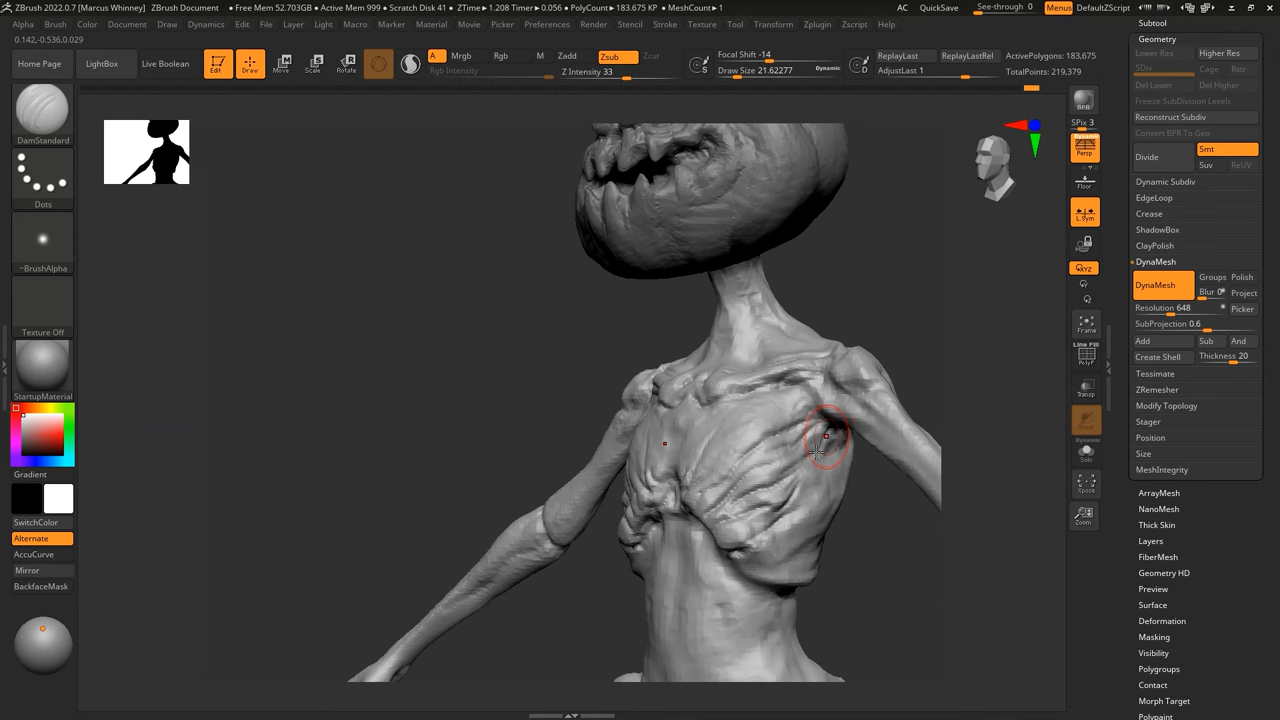 ZBrush 2022.0.7 [Marcus Whinney] ZBrush Document • Free Mem 52.703GB • Active Mem 999 • Scratch Disk 41 • ZTime 1.208 Timer 0.056 • PolyCount 183.675 KP • MeshCount 1 AC QuickSave See-through 0 Menus DefaultZScript
Alpha Brush Color Document Draw Dynamics Edit File Layer Light Macro Marker Material Movie Picker Preferences Render Stencil Stroke Texture Tool Transform Zplugin Zscript Help
0.142,-0.536,0.029
Home Page LightBox Live Boolean
Edit Draw Move Scale Rotate
A Mrgb Rgb M Zadd Zsub Zcut
Rgb Intensity Z Intensity 33
S Focal Shift -14
Draw Size 21.62277 Dynamic
D ReplayLast ReplayLastRel
AdjustLast 1
ActivePolygons: 183,675
TotalPoints: 219,379
DamStandard
Dots
~BrushAlpha
Texture Off
StartupMaterial
Gradient
SwitchColor
Alternate
AccuCurve
Mirror
BackfaceMask
BPR
SPix 3
Dynamic
Persp
Floor
L.Sym
XYZ
Frame
Line Fill
PolyF
Transp
Dynamic
Solo
Xpose
Zoom
Subtool
Geometry
Lower Res Higher Res
SDiv Cage Rstr
Del Lower Del Higher
Freeze SubDivision Levels
Reconstruct Subdiv
Convert BPR To Geo
Divide Smt
Suv ReUV
Dynamic Subdiv
EdgeLoop
Crease
ShadowBox
ClayPolish
DynaMesh
DynaMesh Groups Polish
Blur 0 Project
Resolution 648 Picker
SubProjection 0.6
Add Sub And
Create Shell Thickness 20
Tessimate
ZRemesher
Modify Topology
Stager
Position
Size
MeshIntegrity
ArrayMesh
NanoMesh
Thick Skin
Layers
FiberMesh
Geometry HD
Preview
Surface
Deformation
Masking
Visibility
Polygroups
Contact
Morph Target
Polypaint